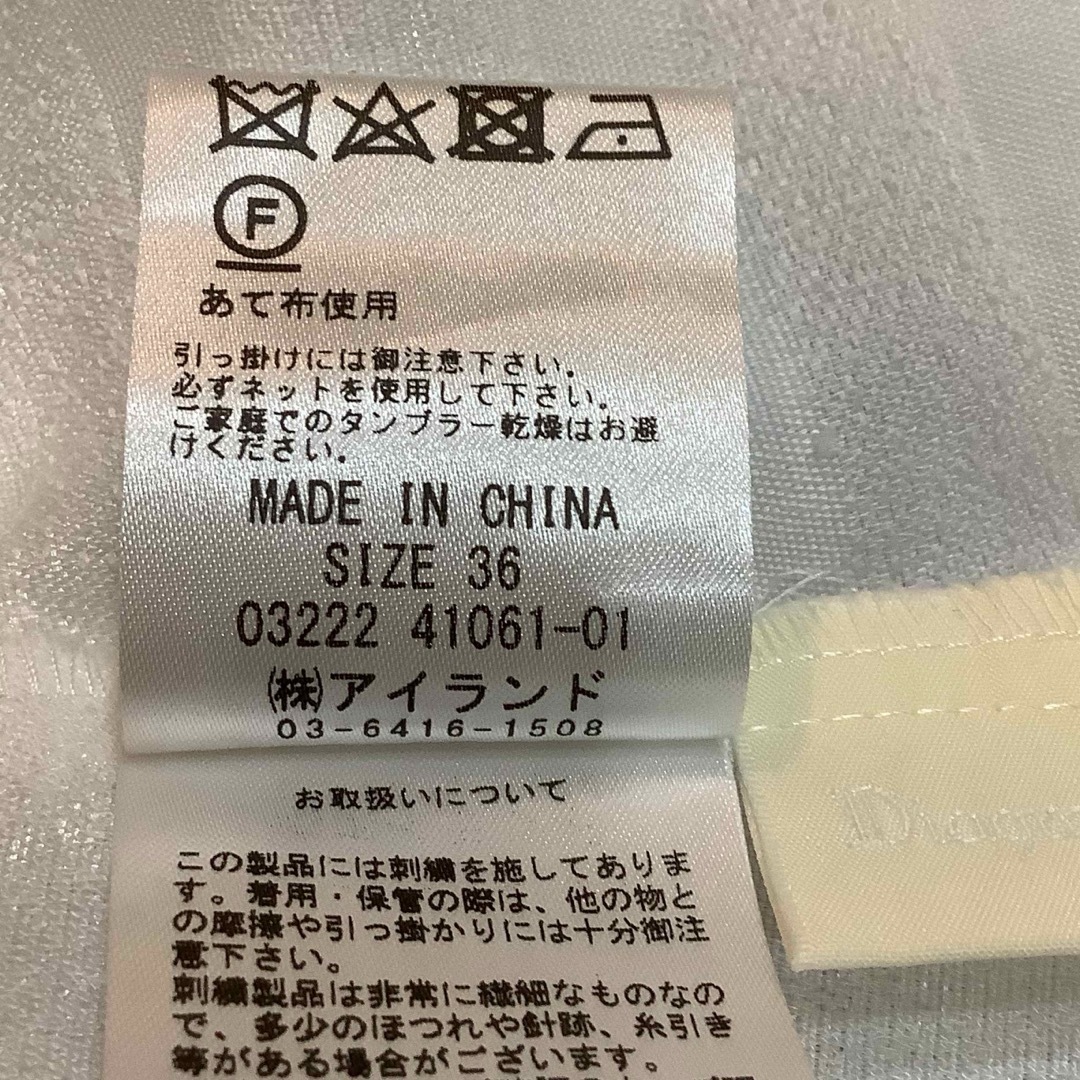 F
あて布使用
引っ掛けには御注意下さい.
必ずネットを使用して下さい.
ご家庭でのタンブラー乾燥はお避
けください.
MADE IN CHINA
SIZE 36
03222 41061-01
㈱アイランド
03-6416-1508
お取扱いについて
この製品には刺繍を施してありま
す。着用・保管の際は、他の物と
の摩擦や引っ掛かりには十分御注
意下さい。
刺繍製品は非常に繊細なものなの
で、多少のほつれや針跡、糸引き
等がある場合がございます。